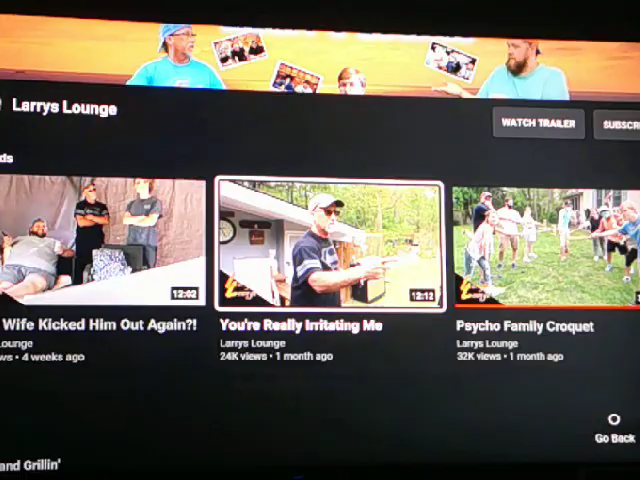 Larrys Lounge
WATCH TRAILER
SUBSCRI
ds
12:02
12:12
Wife Kicked Him Out Again?!
You're Really Irritating Me
Psycho Family Croquet
ounge
Larrys Lounge
Larrys Lounge
ws • 4 weeks ago
24K views • 1 month ago
32K views • 1 month ago
Go Back
and Grillin'